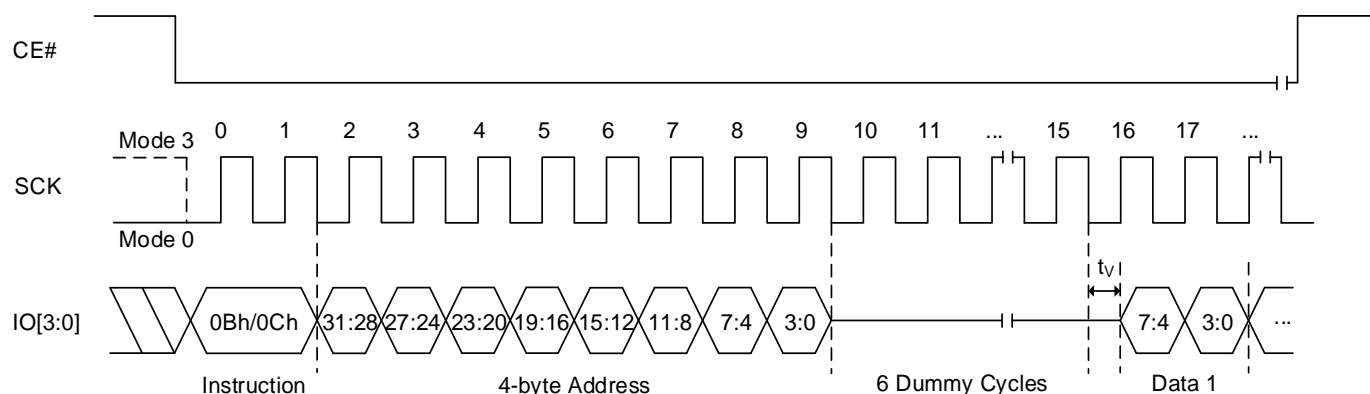 CE#
0 1 2 3 4 5 6 7 8 9 10 11 ... 15 16 17 ...
Mode 3
SCK
Mode 0
tV
IO[3:0] 0Bh/0Ch 31:28 27:24 23:20 19:16 15:12 11:8 7:4 3:0 7:4 3:0 ...
Instruction 4-byte Address 6 Dummy Cycles Data 1